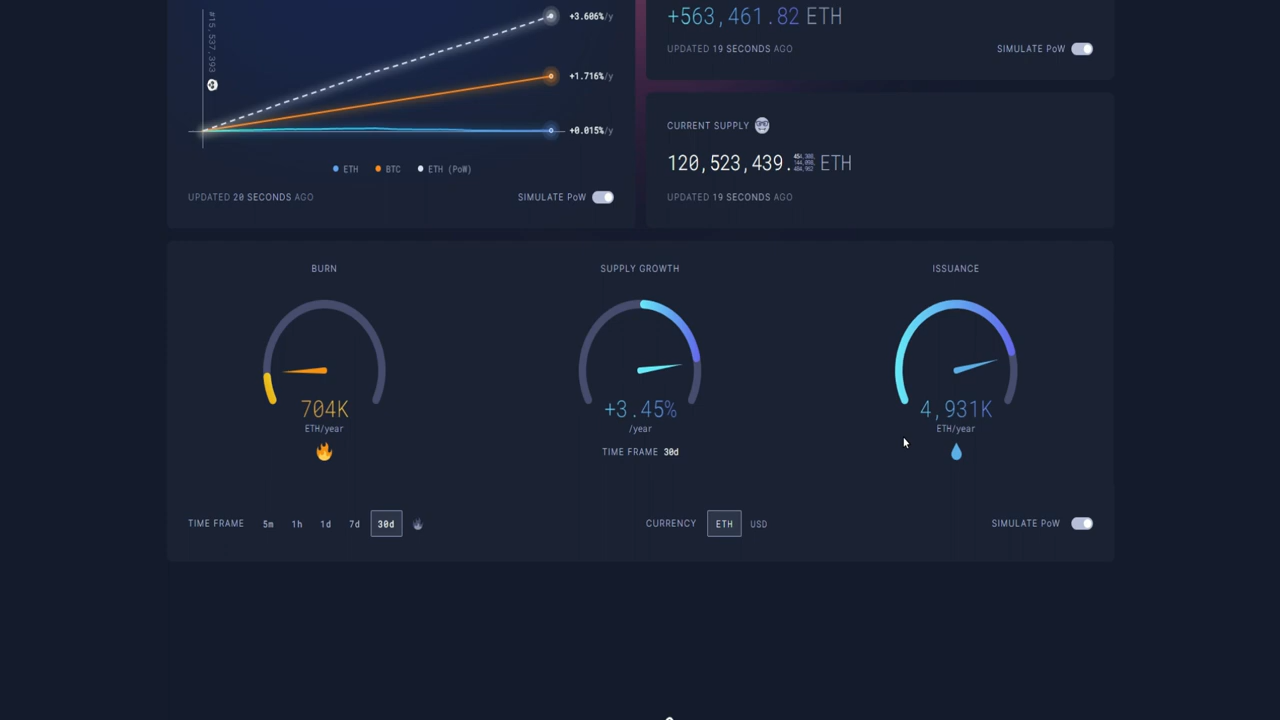 #15,537,393
+3.606%/y
+1.716%/y
+0.015%/y
ETH
BTC
ETH (PoW)
UPDATED 20 SECONDS AGO
SIMULATE PoW
+563,461.82 ETH
UPDATED 19 SECONDS AGO
SIMULATE PoW
CURRENT SUPPLY
120,523,439. ETH
UPDATED 19 SECONDS AGO
BURN
704K
ETH/year
SUPPLY GROWTH
+3.45%
/year
TIME FRAME 30d
ISSUANCE
4,931K
ETH/year
TIME FRAME 5m 1h 1d 7d 30d
CURRENCY ETH USD
SIMULATE PoW